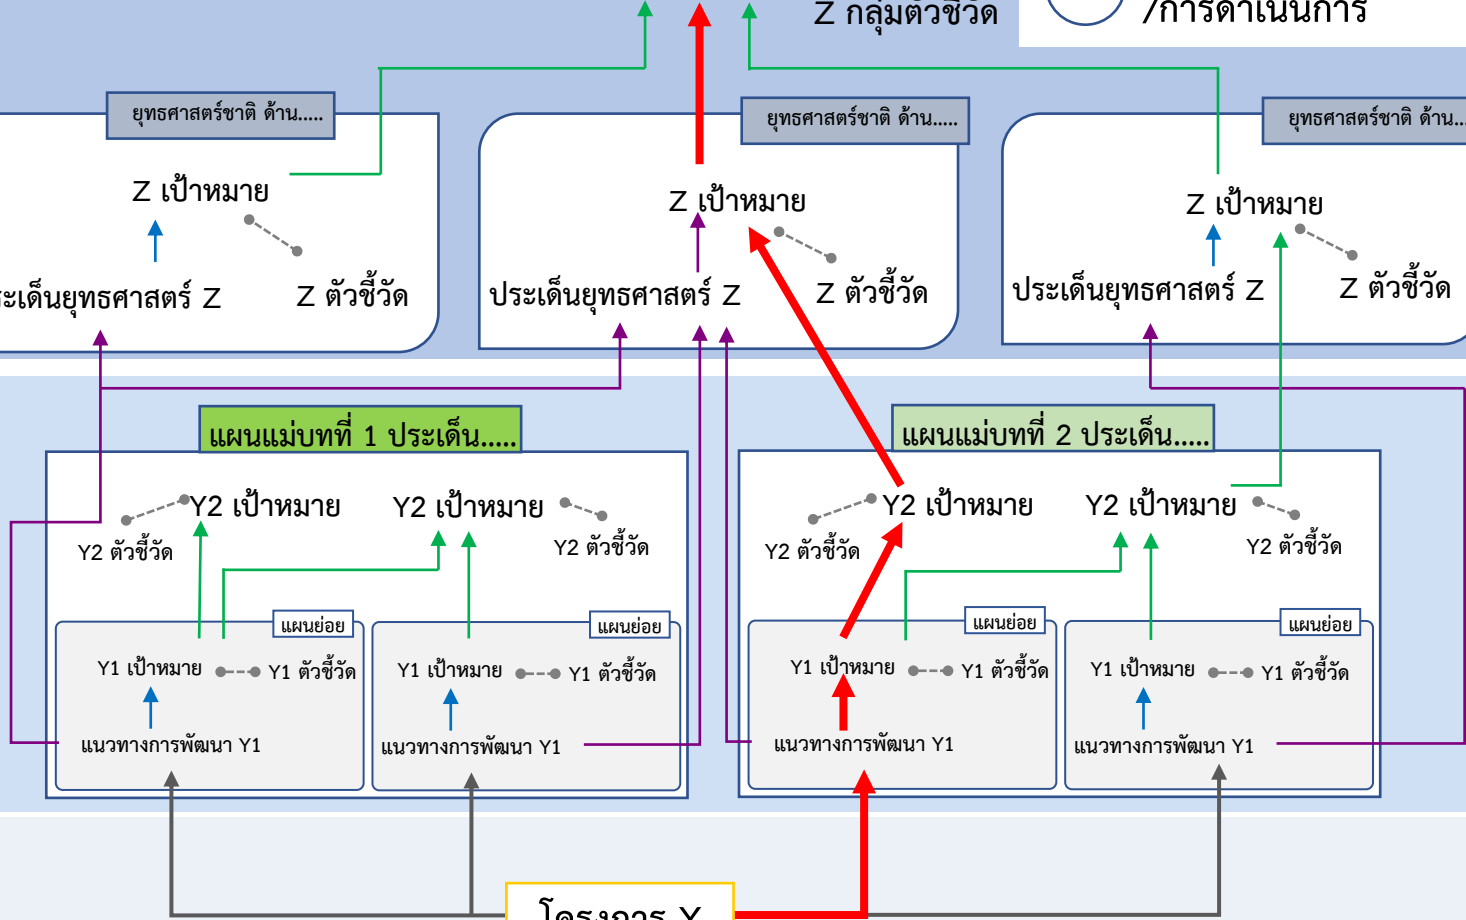 Z กลุ่มตัวชี้วัด
/การดำเนินการ
ยุทธศาสตร์ชาติ ด้าน.....
ยุทธศาสตร์ชาติ ด้าน.....
ยุทธศาสตร์ชาติ ด้าน...
Z เป้าหมาย
Z เป้าหมาย
Z เป้าหมาย
ประเด็นยุทธศาสตร์ Z
Z ตัวชี้วัด
ประเด็นยุทธศาสตร์ Z
Z ตัวชี้วัด
ประเด็นยุทธศาสตร์ Z
Z ตัวชี้วัด
แผนแม่บทที่ 1 ประเด็น.....
Y2 เป้าหมาย
Y2 เป้าหมาย
Y2 ตัวชี้วัด
Y2 ตัวชี้วัด
แผนย่อย
แผนย่อย
Y1 เป้าหมาย
Y1 ตัวชี้วัด
Y1 เป้าหมาย
Y1 ตัวชี้วัด
แนวทางการพัฒนา Y1
แนวทางการพัฒนา Y1
แผนแม่บทที่ 2 ประเด็น.....
Y2 เป้าหมาย
Y2 เป้าหมาย
Y2 ตัวชี้วัด
Y2 ตัวชี้วัด
แผนย่อย
แผนย่อย
Y1 เป้าหมาย
Y1 ตัวชี้วัด
Y1 เป้าหมาย
Y1 ตัวชี้วัด
แนวทางการพัฒนา Y1
แนวทางการพัฒนา Y1
โครงการ X